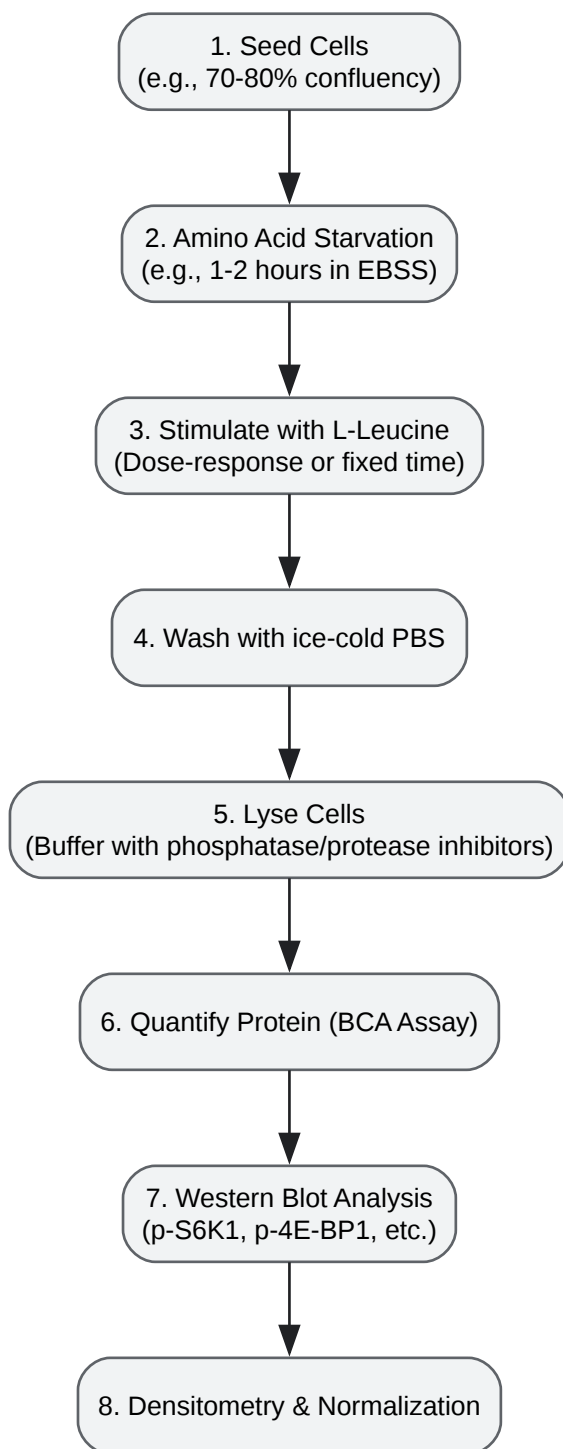 1. Seed Cells
(e.g., 70-80% confluency)
2. Amino Acid Starvation
(e.g., 1-2 hours in EBSS)
3. Stimulate with L-Leucine
(Dose-response or fixed time)
4. Wash with ice-cold PBS
5. Lyse Cells
(Buffer with phosphatase/protease inhibitors)
6. Quantify Protein (BCA Assay)
7. Western Blot Analysis
(p-S6K1, p-4E-BP1, etc.)
8. Densitometry & Normalization